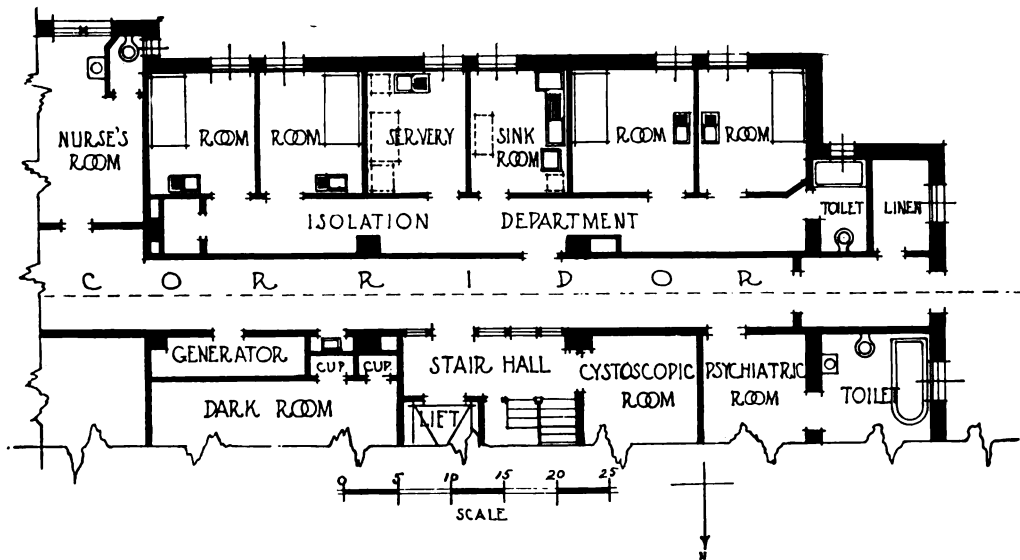 NURSE'S
ROOM
ROOM
ROOM
SERVERY
SINK
ROOM
ROOM
ROOM
ISOLATION DEPARTMENT
TOILET
LINEN
CORRIDOR
GENERATOR
CUP.
CUP.
DARK ROOM
STAIR HALL
LIFT
CYSTOSCOPIC
ROOM
PSYCHIATRIC
ROOM
TOILET
0 5 10 15 20 25
SCALE
N